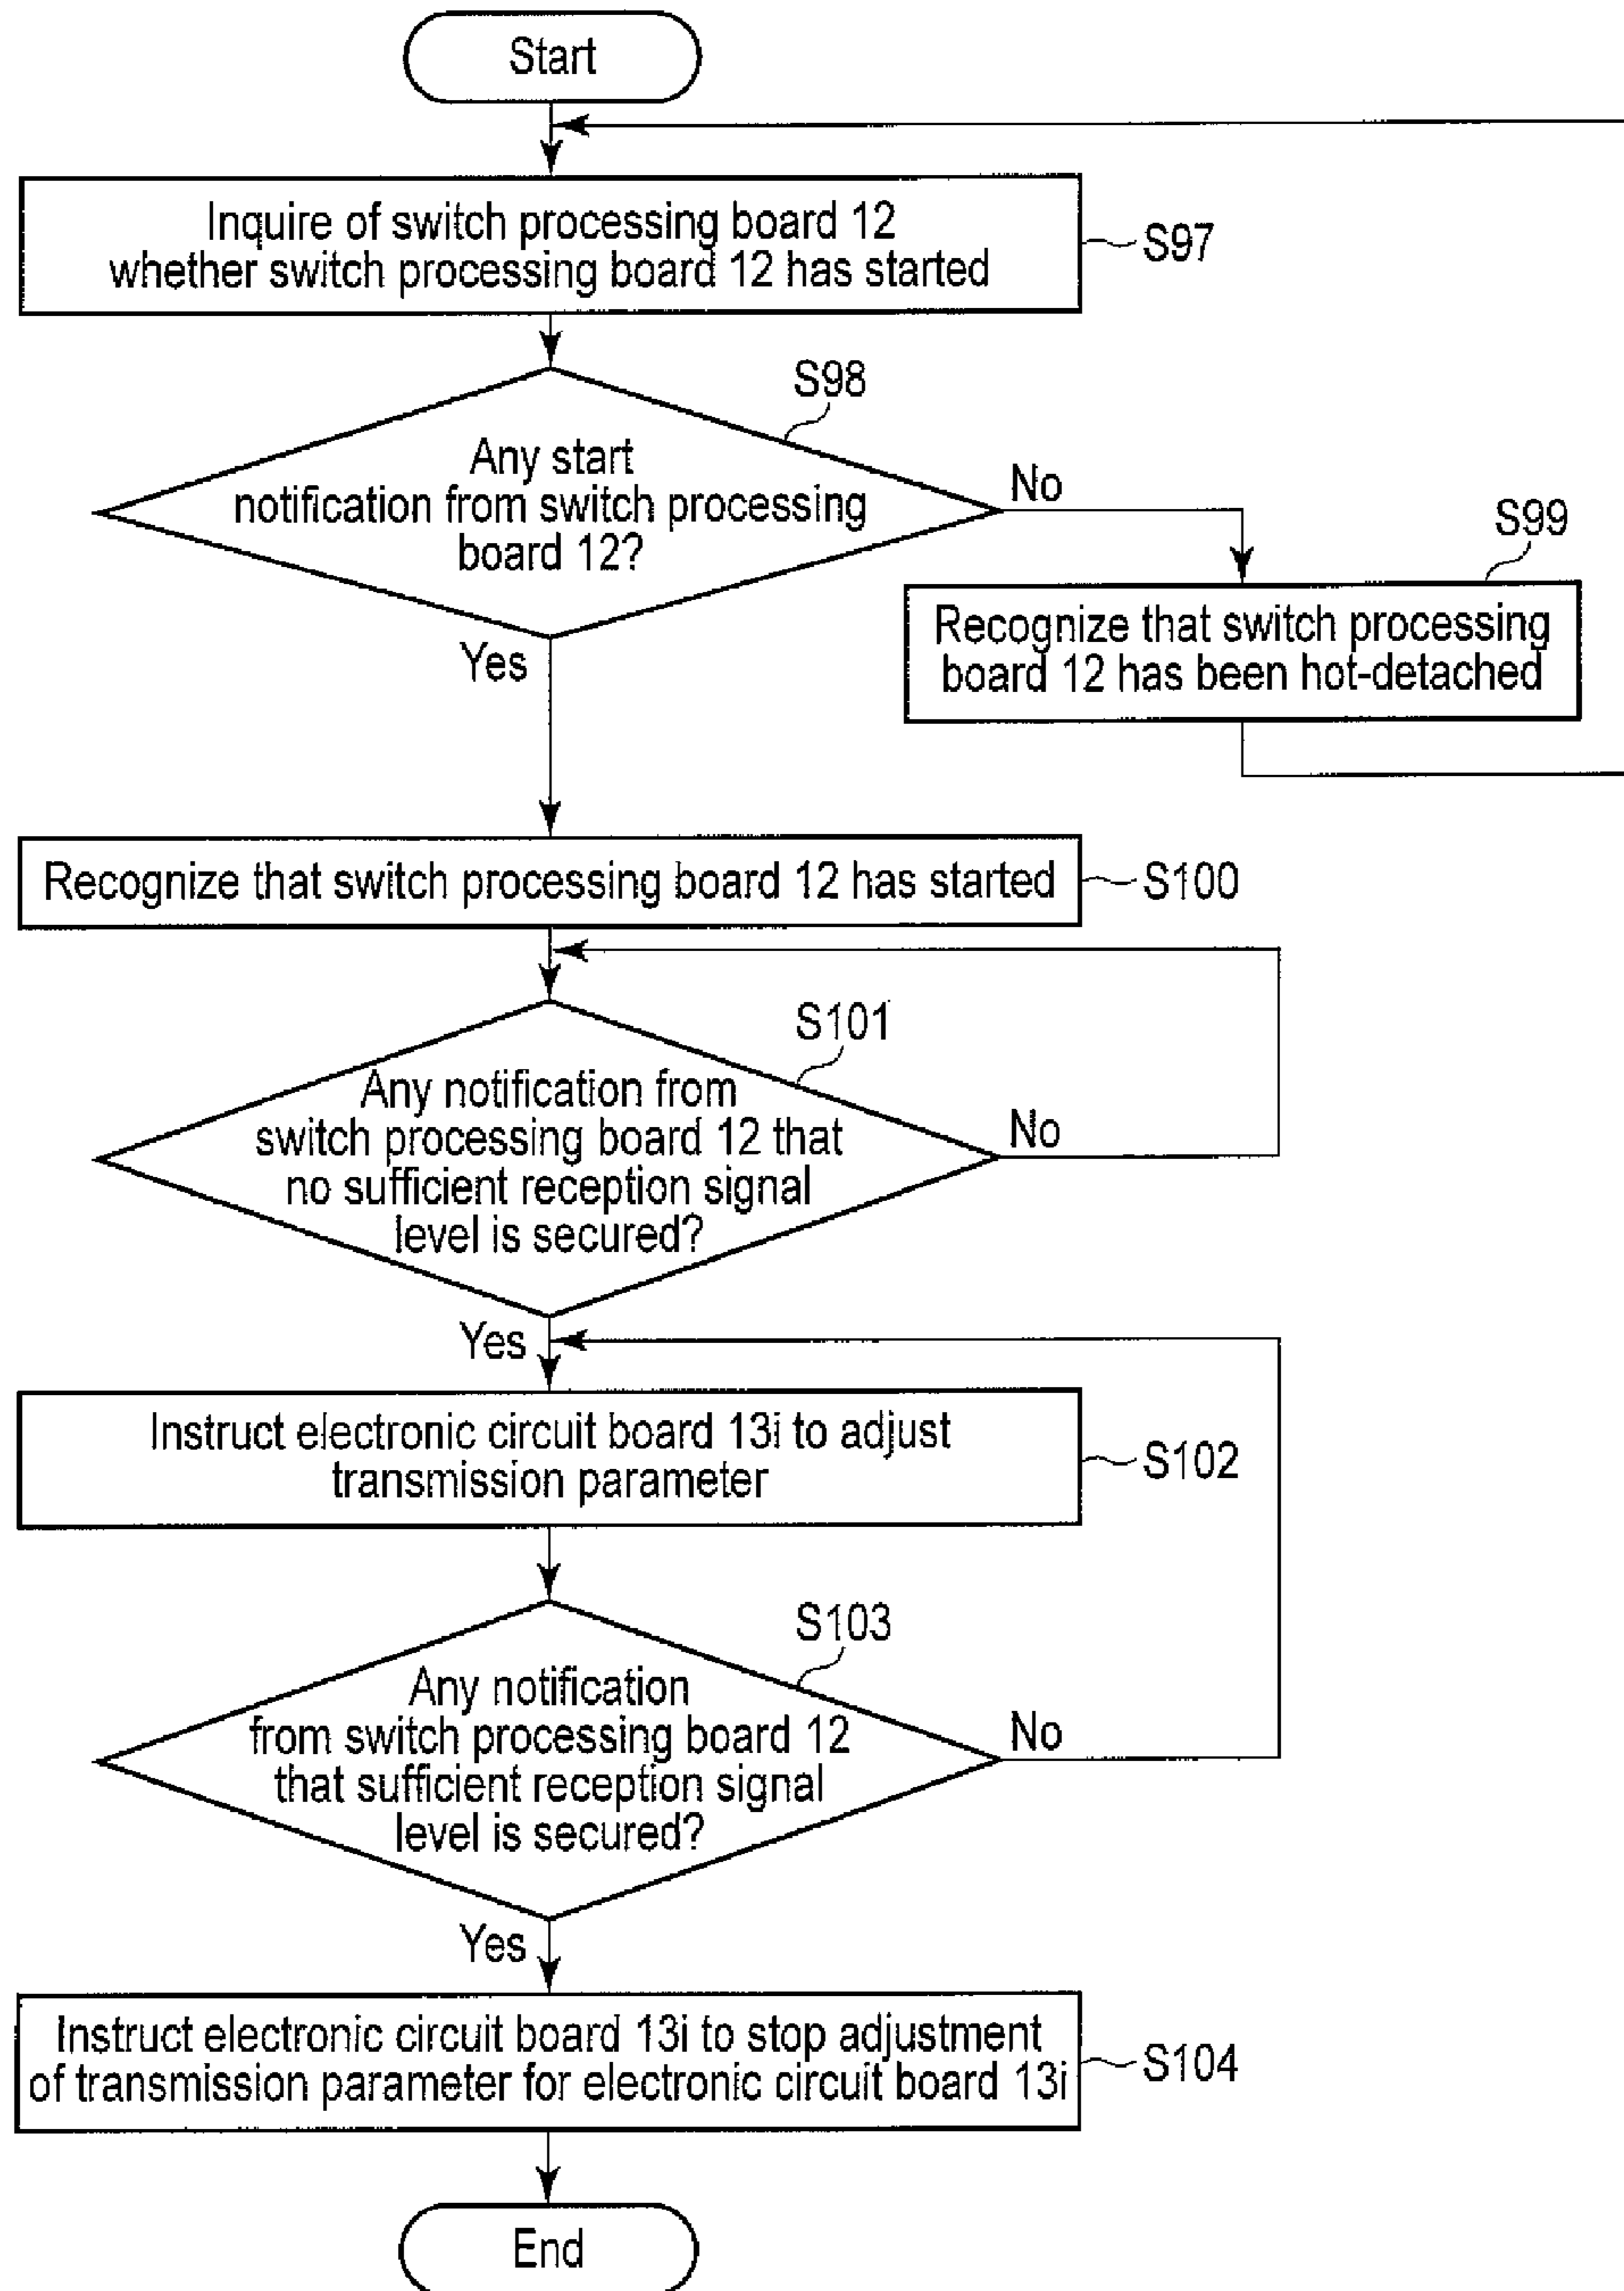 Start
Inquire of switch processing board 12
whether switch processing board 12 has started
S97
S98
Any start
notification from switch processing
board 12?
No
Yes
S99
Recognize that switch processing
board 12 has been hot-detached
Recognize that switch processing board 12 has started
S100
S101
Any notification from
switch processing board 12 that
no sufficient reception signal
level is secured?
No
Yes
Instruct electronic circuit board 13i to adjust
transmission parameter
S102
S103
Any notification
from switch processing board 12
that sufficient reception signal
level is secured?
No
Yes
Instruct electronic circuit board 13i to stop adjustment
of transmission parameter for electronic circuit board 13i
S104
End